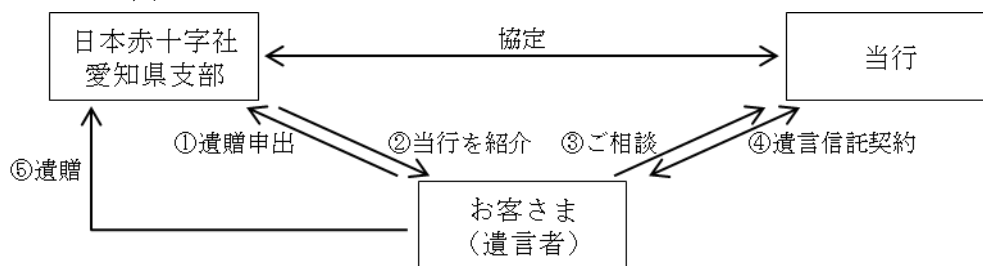 日本赤十字社
愛知県支部
協定
当行
①遺贈申出
②当行を紹介
③ご相談
④遺言信託契約
⑤遺贈
お客さま
（遺言者）